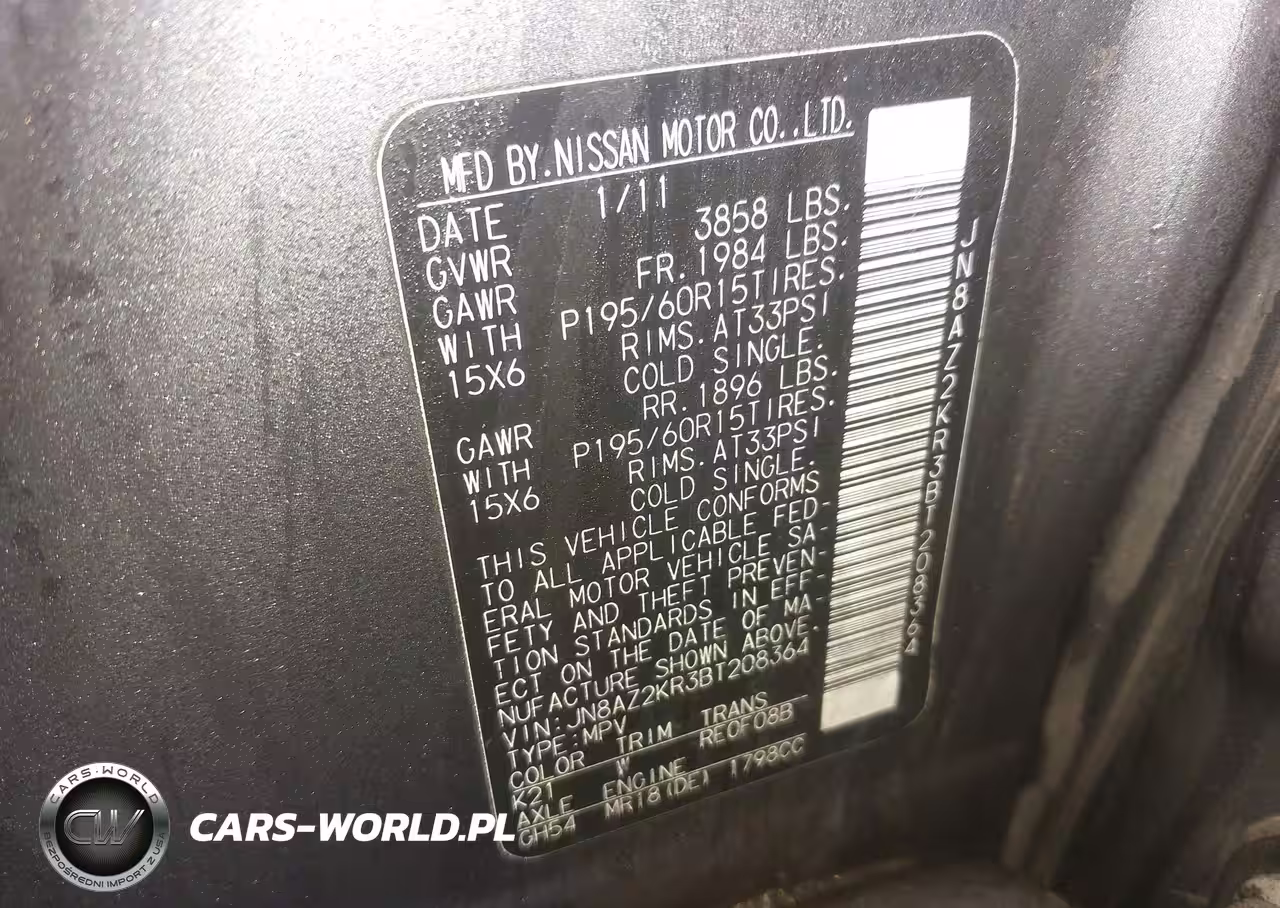 MFD BY.NISSAN MOTOR CO.,LTD.
DATE 1/11
GVWR 3858 LBS.
GAWR FR. 1984 LBS.
WITH P195/60R15TIRES.
15X6 RIMS. AT33PSI
COLD SINGLE.
GAWR RR. 1896 LBS.
WITH P195/60R15TIRES.
15X6 RIMS. AT33PSI
COLD SINGLE.
THIS VEHICLE CONFORMS
TO ALL APPLICABLE FED-
ERAL MOTOR VEHICLE SA-
FETY AND THEFT PREVEN-
TION STANDARDS IN EFF-
ECT ON THE DATE OF MA-
NUFACTURE SHOWN ABOVE.
VIN:JN8AZ2KR3BT208364
TYPE:MPV
COLOR TRIM TRANS
K21 W RE0F08B
AXLE ENGINE
GH54 MR18(DE) 1798CC
JN8AZ2KR3BT208364
CARS-WORLD
CW
BEZPOŚREDNI IMPORT Z USA
CARS-WORLD.PL